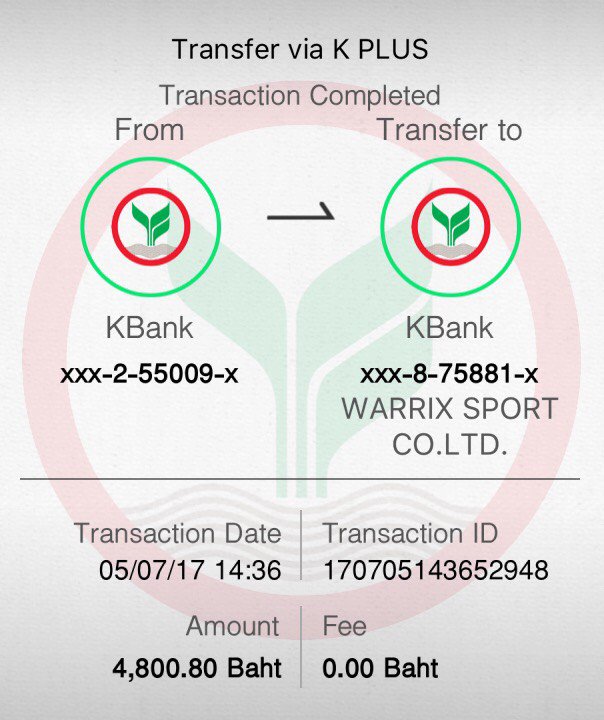 Transfer via K PLUS
Transaction Completed
From
Transfer to
KBank
KBank
xxx-2-55009-x
xxx-8-75881-x
WARRIX SPORT
CO.LTD.
Transaction Date
Transaction ID
05/07/17 14:36
170705143652948
Amount
Fee
4,800.80 Baht
0.00 Baht